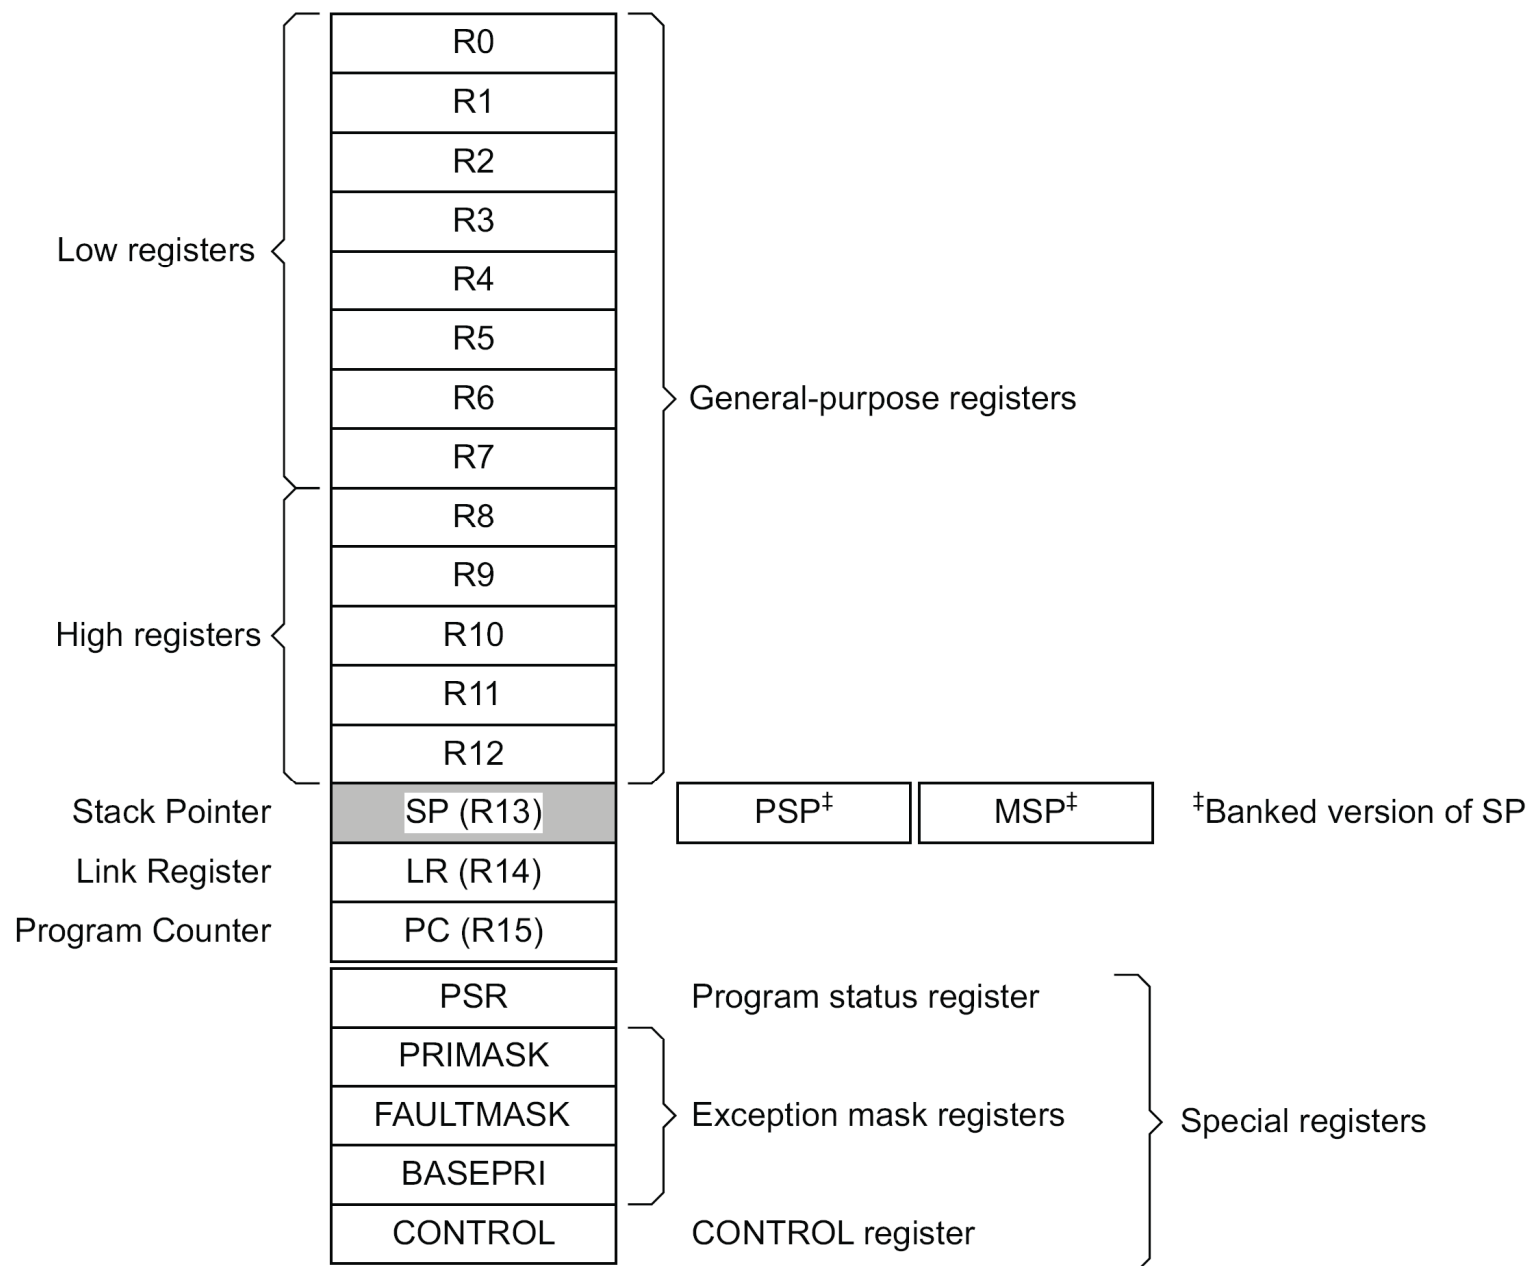 R0
R1
R2
R3
Low registers
R4
R5
R6
General-purpose registers
R7
R8
R9
High registers
R10
R11
R12
Stack Pointer SP (R13) PSP‡ MSP‡ ‡Banked version of SP
Link Register LR (R14)
Program Counter PC (R15)
PSR Program status register
PRIMASK
FAULTMASK Exception mask registers Special registers
BASEPRI
CONTROL CONTROL register